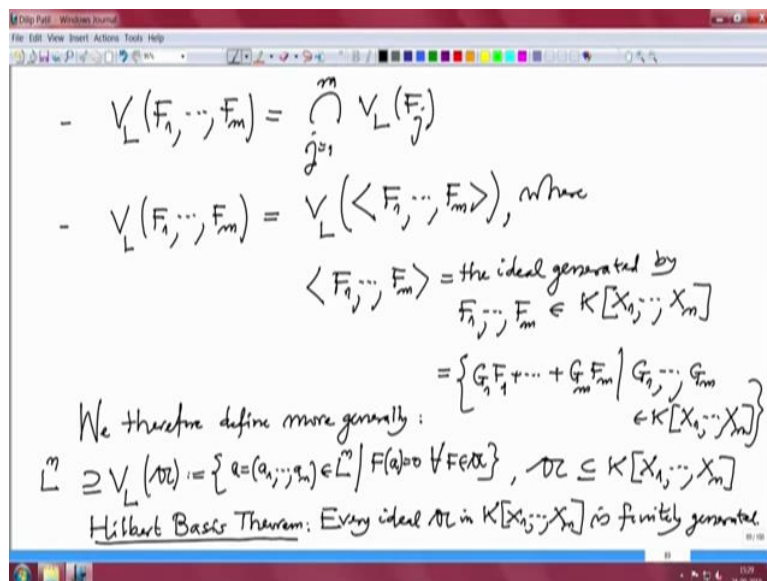 Dilip Patil - Windows Journal
File Edit View Insert Actions Tools Help
- V_L(F_1, ..., F_m) = ⋂_{j=1}^{m} V_L(F_j)
- V_L(F_1, ..., F_m) = V_L(<F_1, ..., F_m>), where
<F_1, ..., F_m> = the ideal generated by
F_1, ..., F_m ∈ K[X_1, ..., X_n]
= {G_1F_1 + ... + G_mF_m | G_1, ..., G_m
∈ K[X_1, ..., X_n]}
We therefore define more generally:
L^n ⊇ V_L(𝔞) := {a = (a_1, ..., a_n) ∈ L^n | F(a)=0 ∀ F∈𝔞}, 𝔞 ⊆ K[X_1, ..., X_n]
Hilbert Basis Theorem: Every ideal 𝔞 in K[X_1, ..., X_n] is finitely generated.